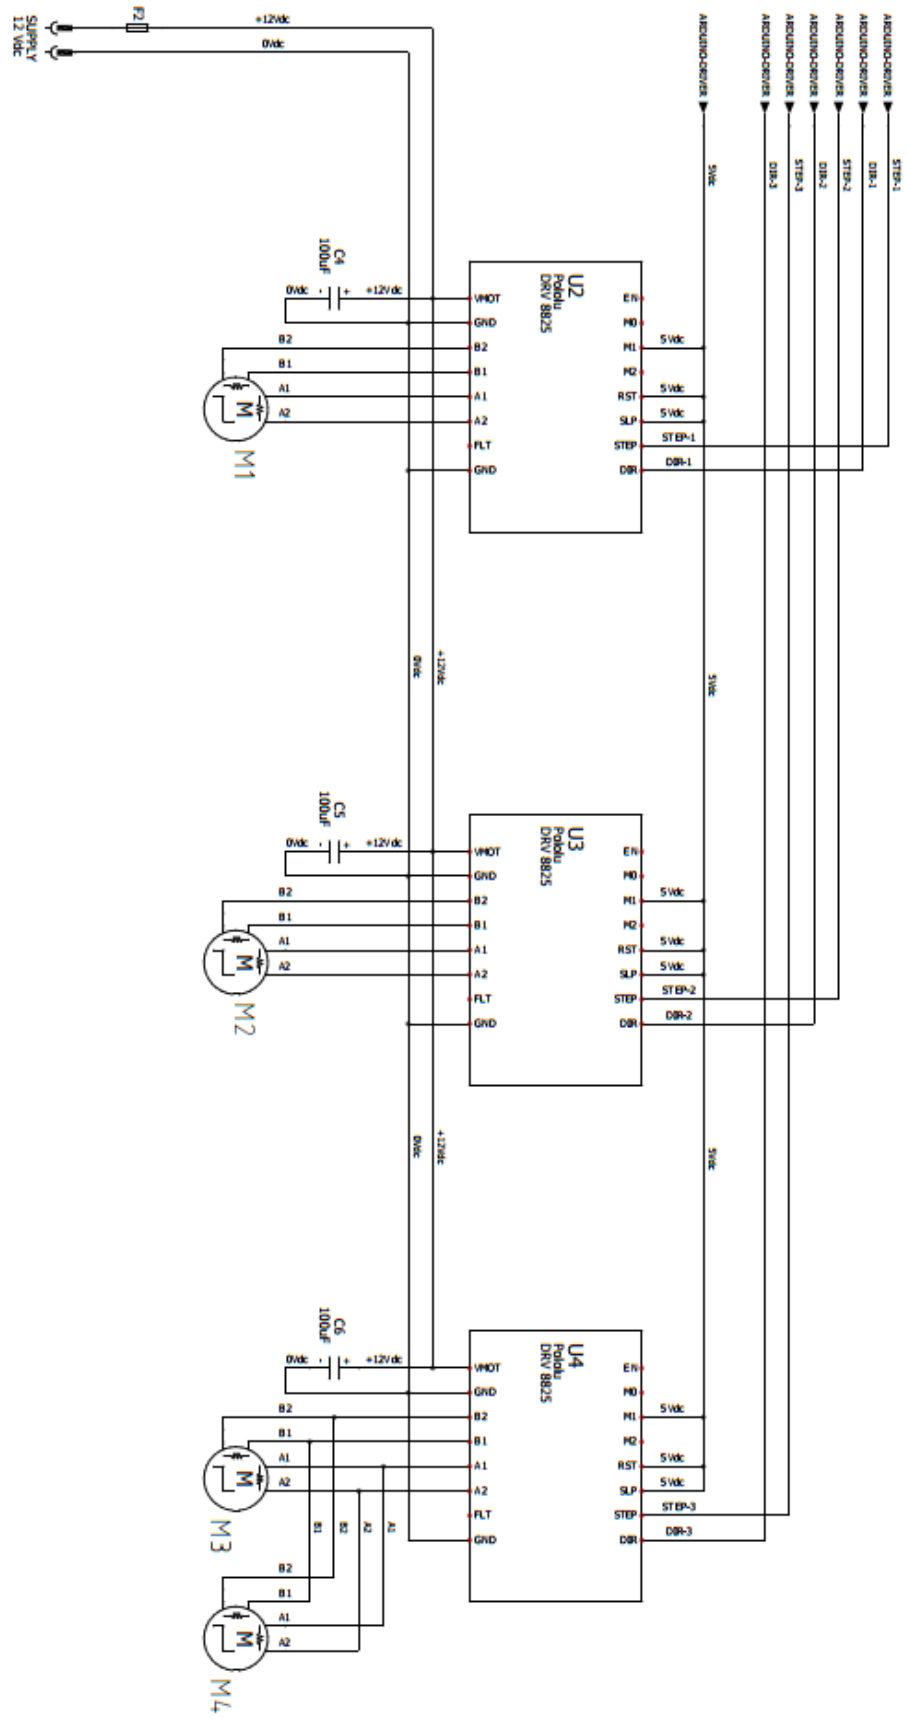 SUPPLY
12 Vdc
F2
+12Vdc
0Vdc
ARDUINO-DRIVER
ARDUINO-DRIVER
ARDUINO-DRIVER
ARDUINO-DRIVER
ARDUINO-DRIVER
ARDUINO-DRIVER
ARDUINO-DRIVER
5Vdc
DIR-3
STEP-3
DIR-2
STEP-2
DIR-1
STEP-1
C4
100uF
0Vdc - + +12Vdc
U2
Pololu
DRV 8825
VMOT EN
GND M0
B2 B2 M1 5Vdc
B1 B1 M2
A1 A1 RST 5Vdc
A2 A2 SLP 5Vdc
FLT STEP STEP-1
GND DIR DIR-1
M
M1
0Vdc
+12Vdc
5Vdc
C5
100uF
0Vdc - + +12Vdc
U3
Pololu
DRV 8825
VMOT EN
GND M0
B2 B2 M1 5Vdc
B1 B1 M2
A1 A1 RST 5Vdc
A2 A2 SLP 5Vdc
FLT STEP STEP-2
GND DIR DIR-2
M
M2
0Vdc
+12Vdc
5Vdc
C6
100uF
0Vdc - + +12Vdc
U4
Pololu
DRV 8825
VMOT EN
GND M0
B2 B2 M1 5Vdc
B1 B1 M2
A1 A1 RST 5Vdc
A2 A2 SLP 5Vdc
FLT STEP STEP-3
GND DIR DIR-3
M
M3
B1
B2
A2
A1
B2
B1
A1
A2
M
M4